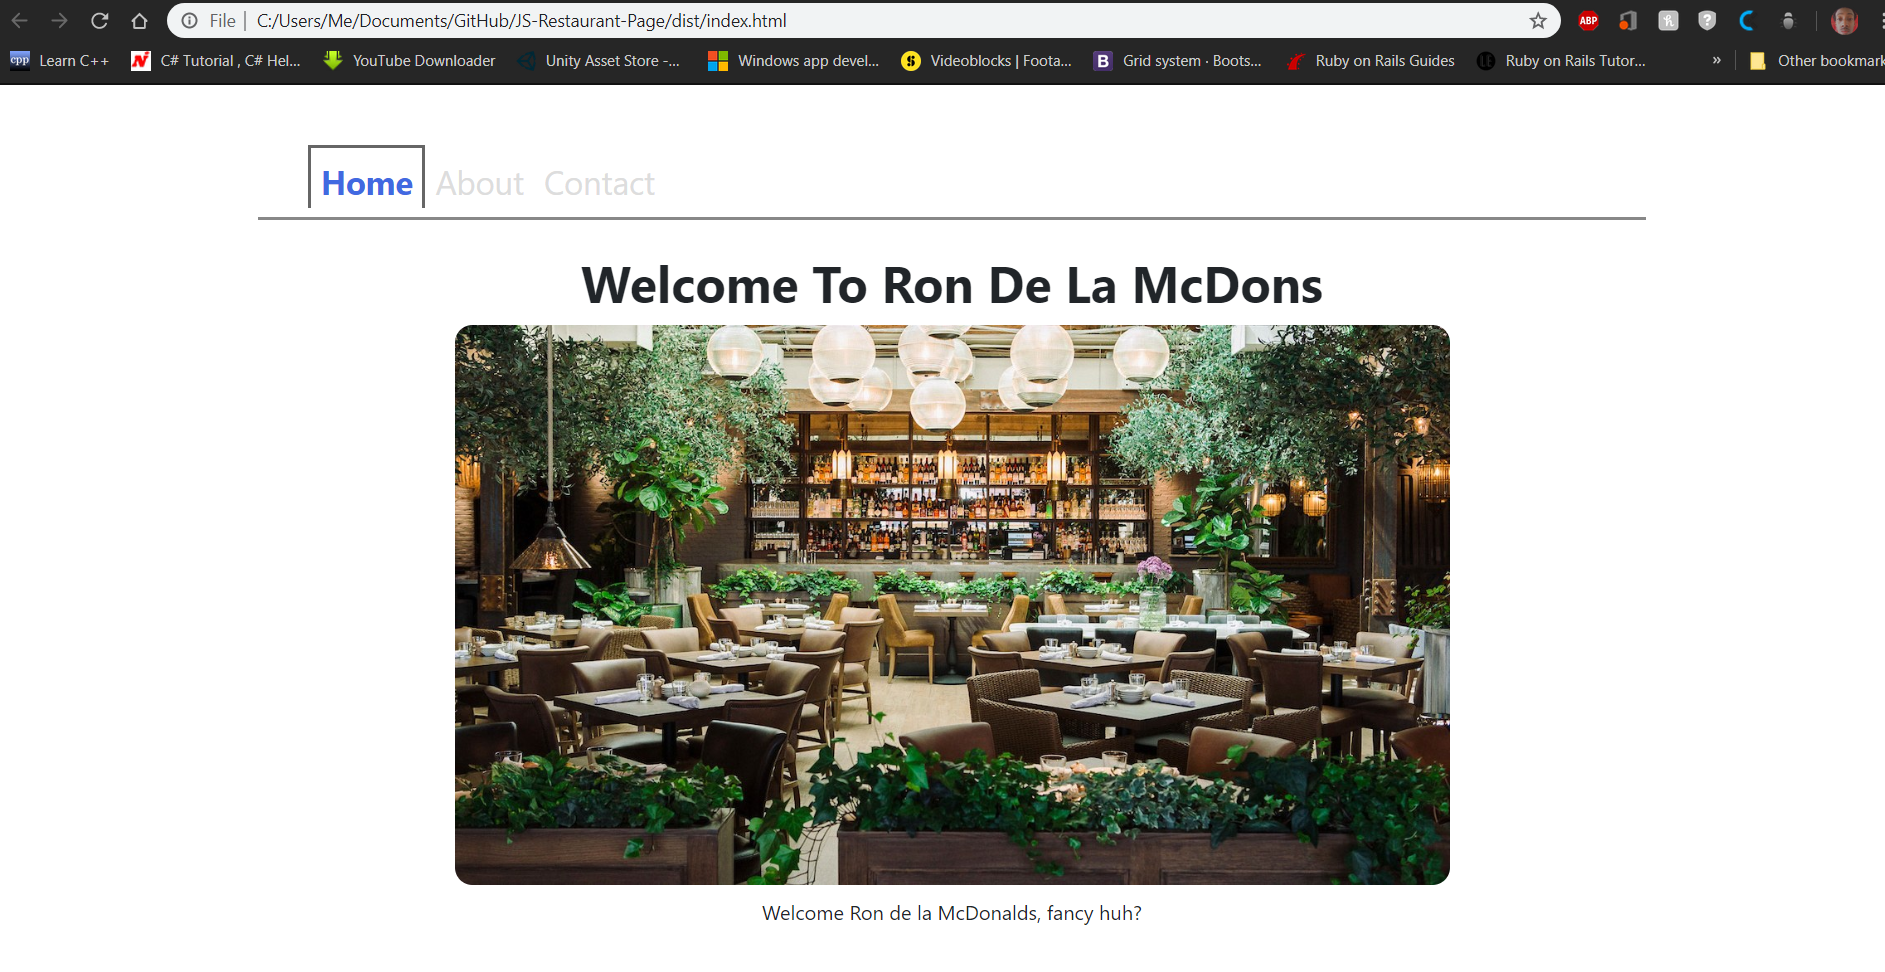 File | C:/Users/Me/Documents/GitHub/JS-Restaurant-Page/dist/index.html
ABP
cpp Learn C++ C# Tutorial , C# Hel... YouTube Downloader Unity Asset Store -... Windows app devel... Videoblocks | Foota... B Grid system · Boots... Ruby on Rails Guides Ruby on Rails Tutor... » Other bookmark
Home About Contact
Welcome To Ron De La McDons
Welcome Ron de la McDonalds, fancy huh?